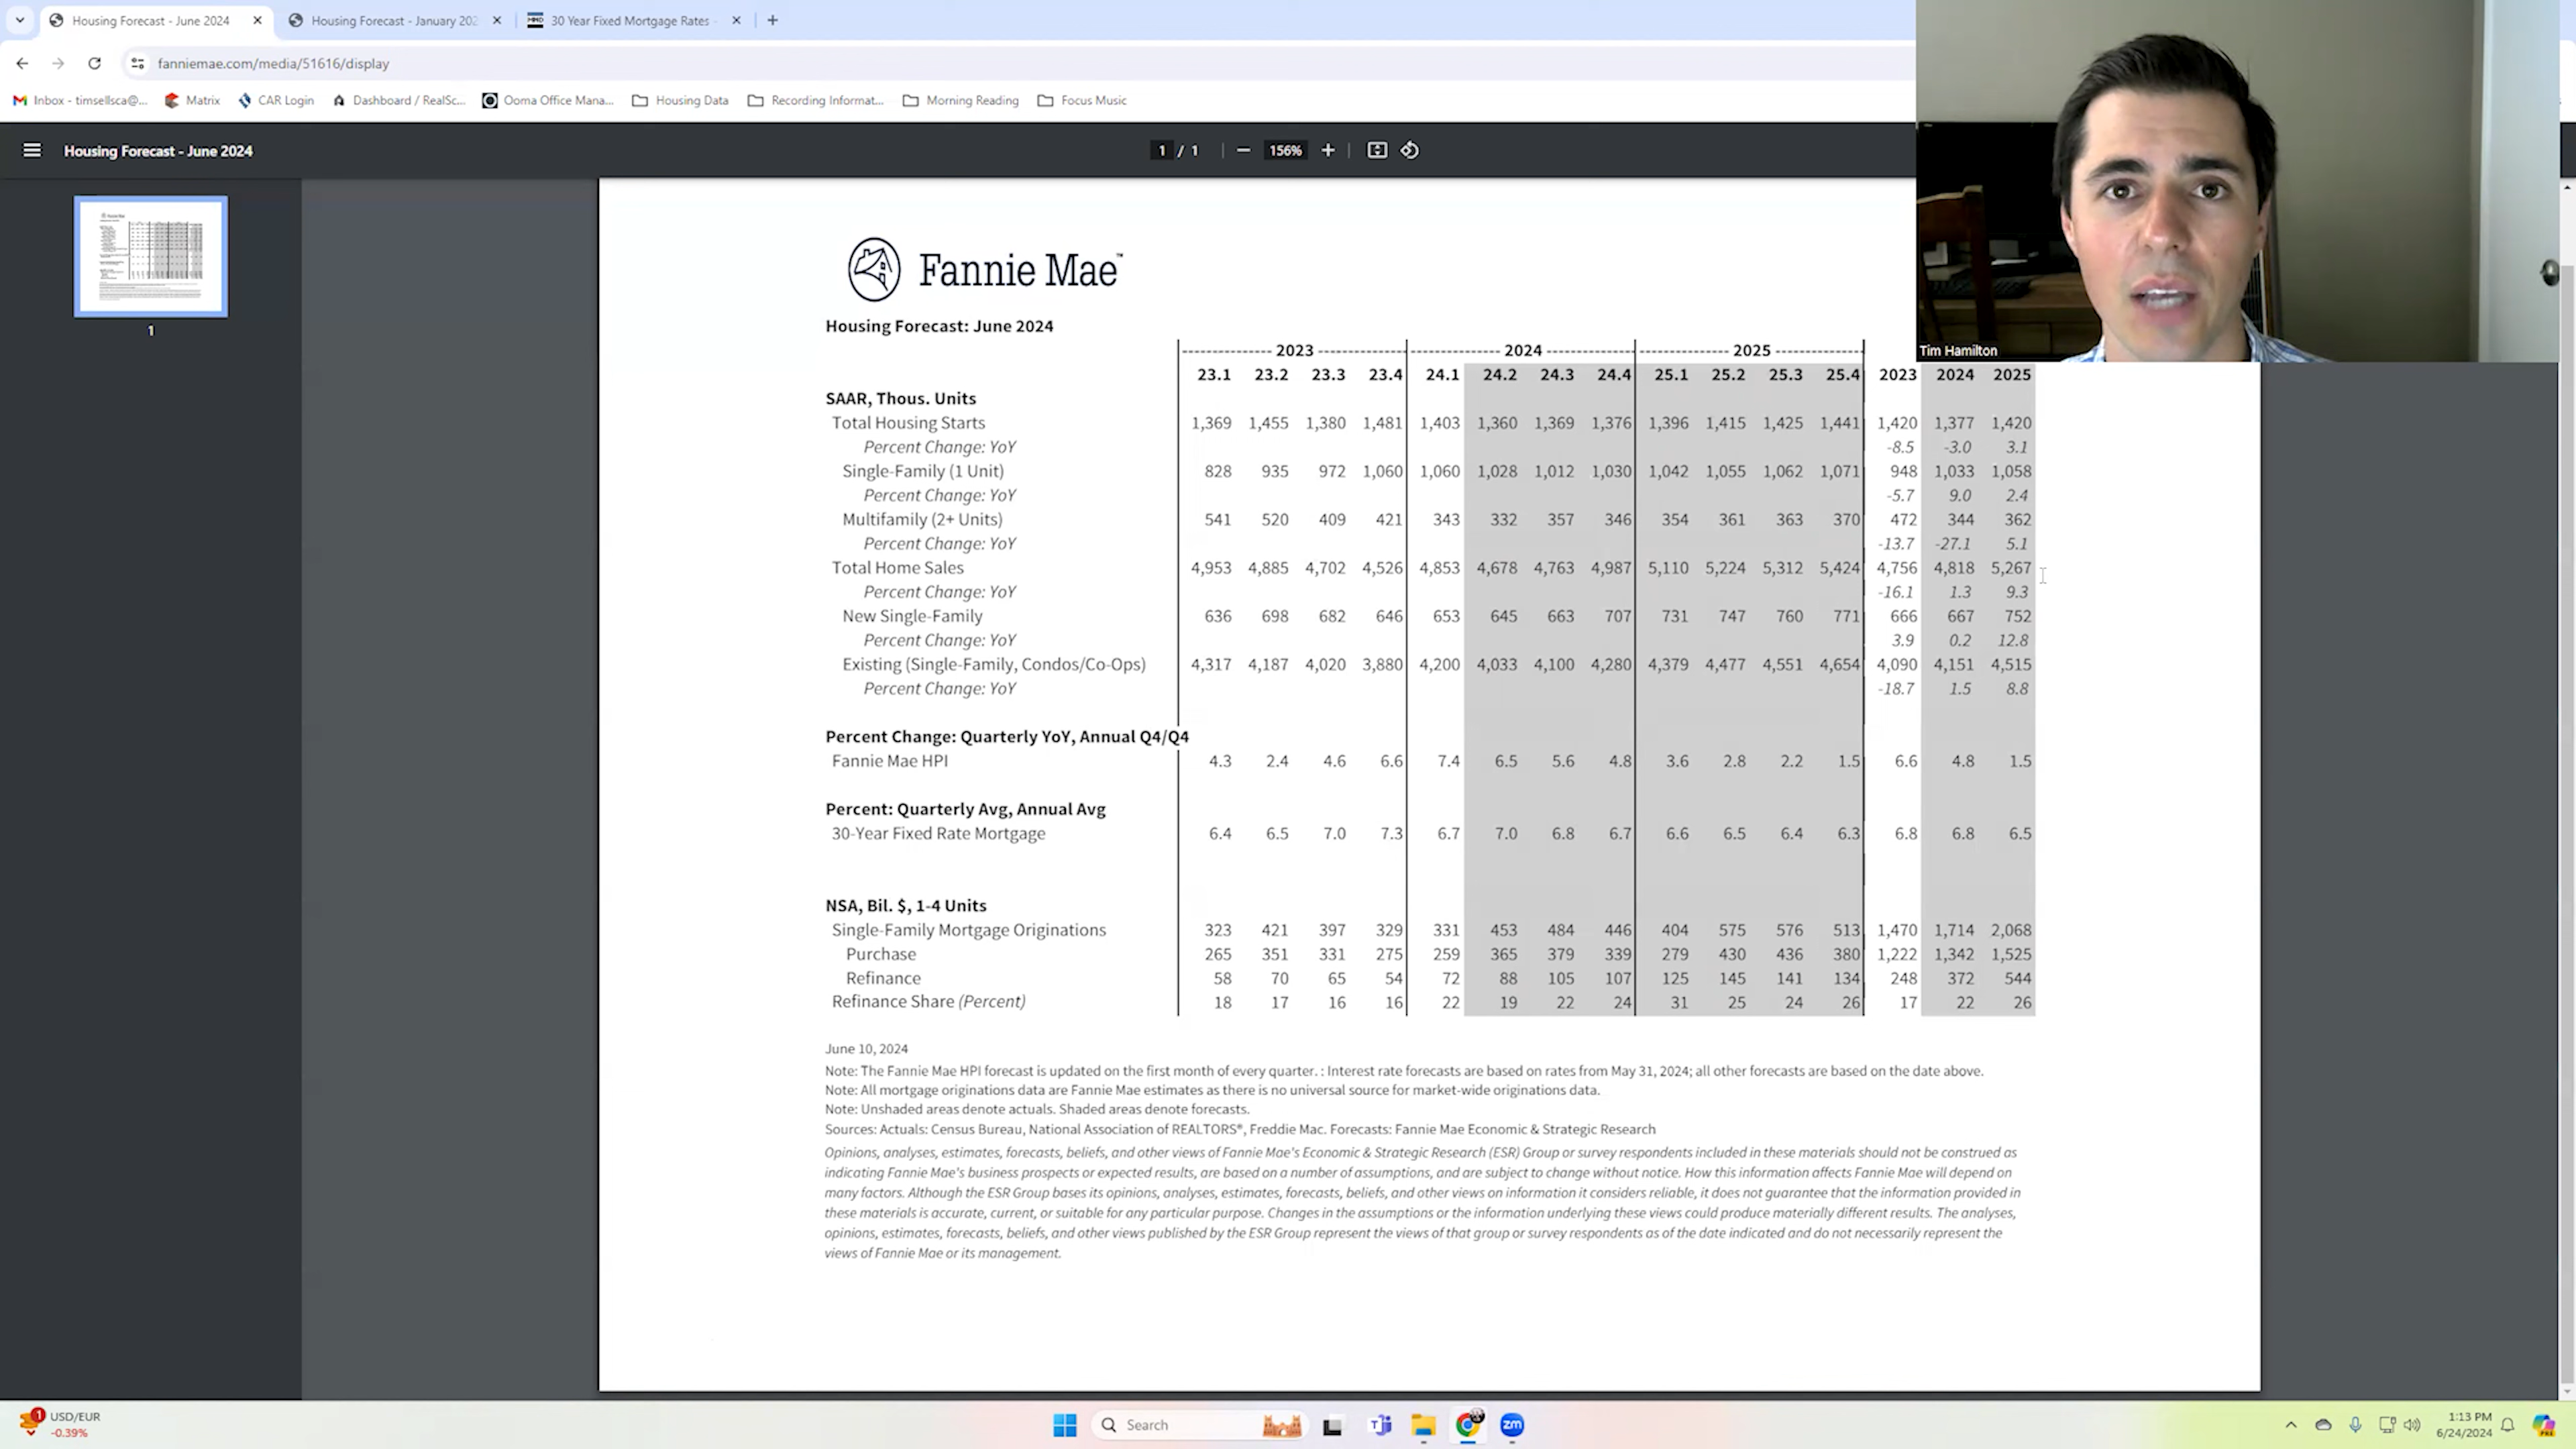 Housing Forecast - June 2024
Housing Forecast - January 202
MND 30 Year Fixed Mortgage Rates -
fanniemae.com/media/51616/display
Inbox - timsellsca@... Matrix CAR Login Dashboard / RealSc... Ooma Office Mana... Housing Data Recording Informat... Morning Reading Focus Music
Housing Forecast - June 2024 1 / 1 156%
1
Fannie Mae™
Tim Hamilton
Housing Forecast: June 2024
2023 2024 2025
23.1 23.2 23.3 23.4 24.1 24.2 24.3 24.4 25.1 25.2 25.3 25.4 2023 2024 2025
SAAR, Thous. Units
Total Housing Starts 1,369 1,455 1,380 1,481 1,403 1,360 1,369 1,376 1,396 1,415 1,425 1,441 1,420 1,377 1,420
Percent Change: YoY -8.5 -3.0 3.1
Single-Family (1 Unit) 828 935 972 1,060 1,060 1,028 1,012 1,030 1,042 1,055 1,062 1,071 948 1,033 1,058
Percent Change: YoY -5.7 9.0 2.4
Multifamily (2+ Units) 541 520 409 421 343 332 357 346 354 361 363 370 472 344 362
Percent Change: YoY -13.7 -27.1 5.1
Total Home Sales 4,953 4,885 4,702 4,526 4,853 4,678 4,763 4,987 5,110 5,224 5,312 5,424 4,756 4,818 5,267
Percent Change: YoY -16.1 1.3 9.3
New Single-Family 636 698 682 646 653 645 663 707 731 747 760 771 666 667 752
Percent Change: YoY 3.9 0.2 12.8
Existing (Single-Family, Condos/Co-Ops) 4,317 4,187 4,020 3,880 4,200 4,033 4,100 4,280 4,379 4,477 4,551 4,654 4,090 4,151 4,515
Percent Change: YoY -18.7 1.5 8.8
Percent Change: Quarterly YoY, Annual Q4/Q4
Fannie Mae HPI 4.3 2.4 4.6 6.6 7.4 6.5 5.6 4.8 3.6 2.8 2.2 1.5 6.6 4.8 1.5
Percent: Quarterly Avg, Annual Avg
30-Year Fixed Rate Mortgage 6.4 6.5 7.0 7.3 6.7 7.0 6.8 6.7 6.6 6.5 6.4 6.3 6.8 6.8 6.5
NSA, Bil. $, 1-4 Units
Single-Family Mortgage Originations 323 421 397 329 331 453 484 446 404 575 576 513 1,470 1,714 2,068
Purchase 265 351 331 275 259 365 379 339 279 430 436 380 1,222 1,342 1,525
Refinance 58 70 65 54 72 88 105 107 125 145 141 134 248 372 544
Refinance Share (Percent) 18 17 16 16 22 19 22 24 31 25 24 26 17 22 26
June 10, 2024
Note: The Fannie Mae HPI forecast is updated on the first month of every quarter. : Interest rate forecasts are based on rates from May 31, 2024; all other forecasts are based on the date above.
Note: All mortgage originations data are Fannie Mae estimates as there is no universal source for market-wide originations data.
Note: Unshaded areas denote actuals. Shaded areas denote forecasts.
Sources: Actuals: Census Bureau, National Association of REALTORS®, Freddie Mac. Forecasts: Fannie Mae Economic & Strategic Research
Opinions, analyses, estimates, forecasts, beliefs, and other views of Fannie Mae's Economic & Strategic Research (ESR) Group or survey respondents included in these materials should not be construed as
indicating Fannie Mae's business prospects or expected results, are based on a number of assumptions, and are subject to change without notice. How this information affects Fannie Mae will depend on
many factors. Although the ESR Group bases its opinions, analyses, estimates, forecasts, beliefs, and other views on information it considers reliable, it does not guarantee that the information provided in
these materials is accurate, current, or suitable for any particular purpose. Changes in the assumptions or the information underlying these views could produce materially different results. The analyses,
opinions, estimates, forecasts, beliefs, and other views published by the ESR Group represent the views of that group or survey respondents as of the date indicated and do not necessarily represent the
views of Fannie Mae or its management.
1 USD/EUR
-0.39%
Search
zm
1:13 PM
6/24/2024